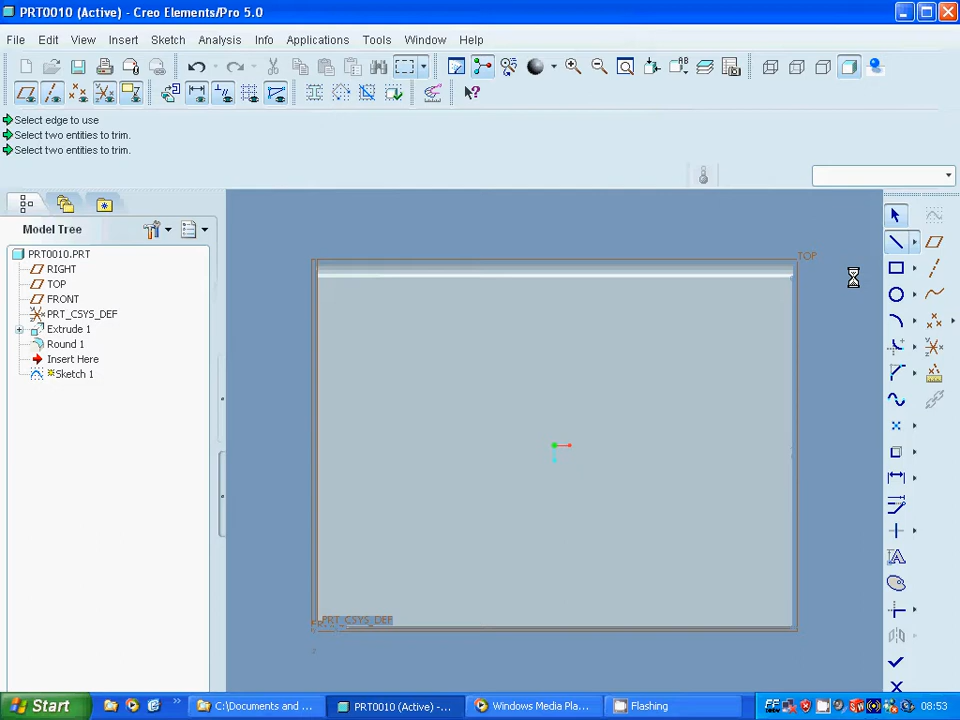 PRT0010 (Active) - Creo Elements/Pro 5.0
File Edit View Insert Sketch Analysis Info Applications Tools Window Help
Select edge to use
Select two entities to trim.
Select two entities to trim.
Model Tree
PRT0010.PRT
RIGHT
TOP
FRONT
PRT_CSYS_DEF
Extrude 1
Round 1
Insert Here
Sketch 1
TOP
PRT_CSYS_DEF
Start
C:\Documents and ...
PRT0010 (Active) -...
Windows Media Pla...
Flashing
08:53